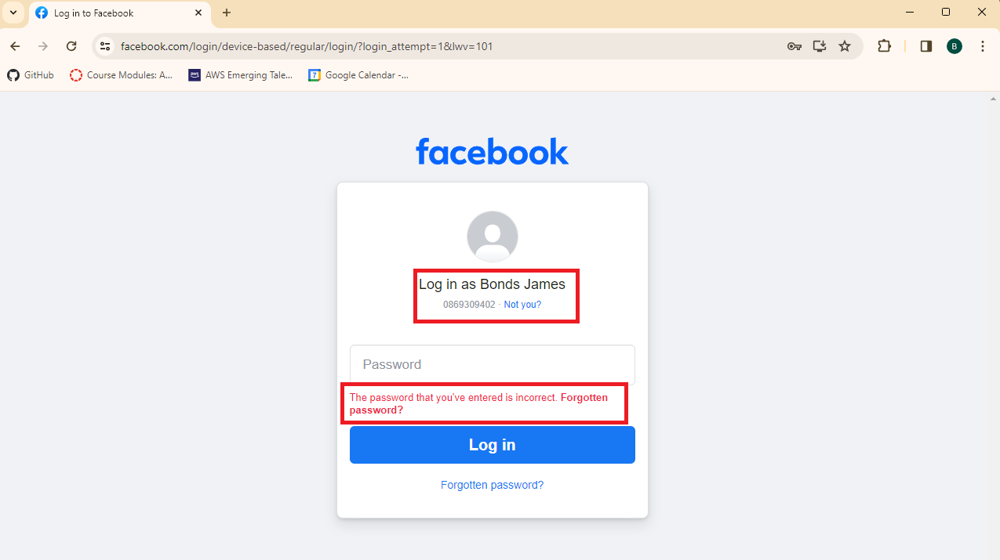 Log in to Facebook
facebook.com/login/device-based/regular/login/?login_attempt=1&lwv=101
B
GitHub
Course Modules: A...
aws
AWS Emerging Tale...
7
Google Calendar -...
facebook
Log in as Bonds James
0869309402 · Not you?
Password
The password that you've entered is incorrect. Forgotten
password?
Log in
Forgotten password?